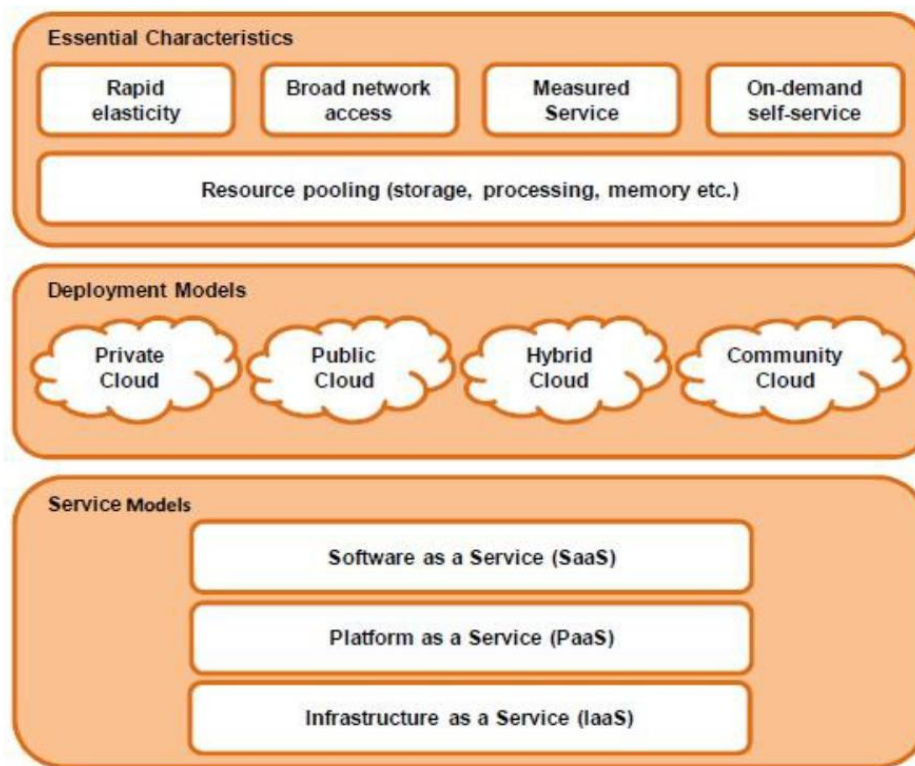 Essential Characteristics
Rapid
elasticity
Broad network
access
Measured
Service
On-demand
self-service
Resource pooling (storage, processing, memory etc.)
Deployment Models
Private
Cloud
Public
Cloud
Hybrid
Cloud
Community
Cloud
Service Models
Software as a Service (SaaS)
Platform as a Service (PaaS)
Infrastructure as a Service (IaaS)